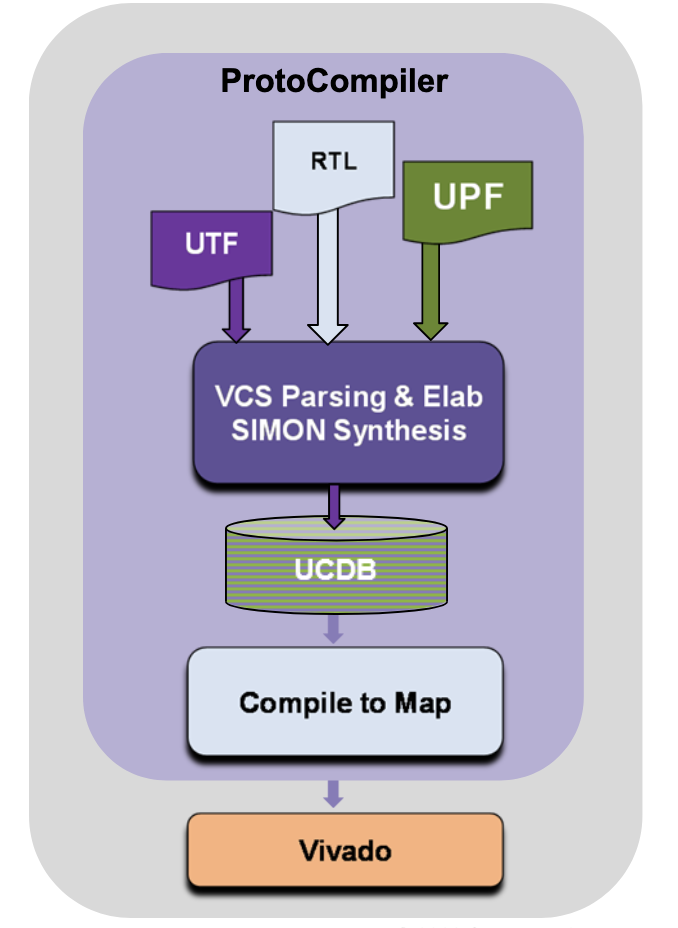 ProtoCompiler
RTL
UPF
UTF
VCS Parsing & Elab
SIMON Synthesis
UCDB
Compile to Map
Vivado